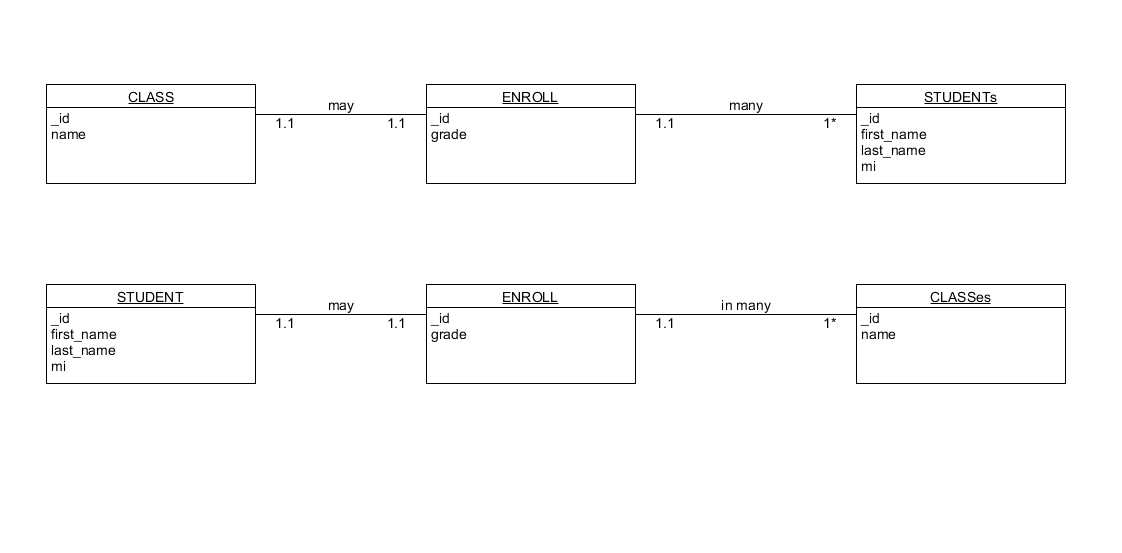 CLASS
_id
name
may
1.1
1.1
ENROLL
_id
grade
many
1.1
1*
STUDENTs
_id
first_name
last_name
mi
STUDENT
_id
first_name
last_name
mi
may
1.1
1.1
ENROLL
_id
grade
in many
1.1
1*
CLASSes
_id
name